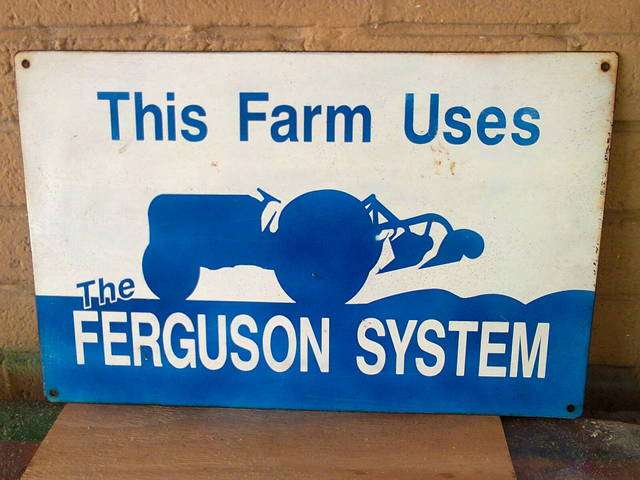 This Farm Uses
The
FERGUSON SYSTEM